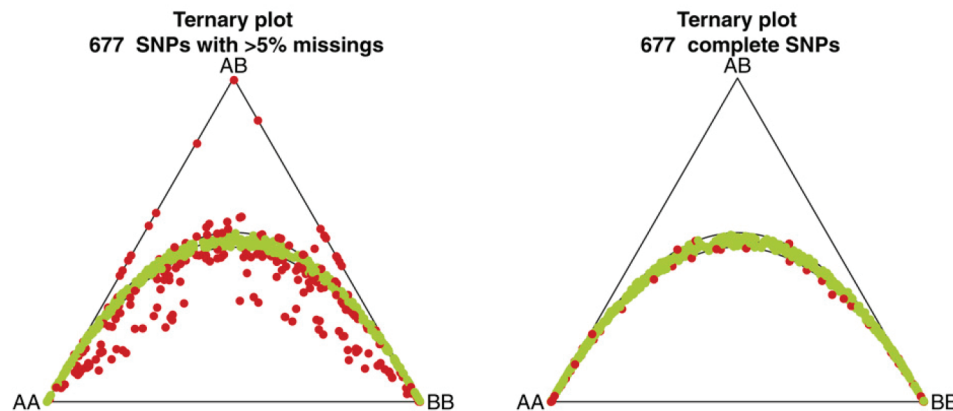 Ternary plot
677 SNPs with >5% missings
AB
AA
BB
Ternary plot
677 complete SNPs
AB
AA
BB